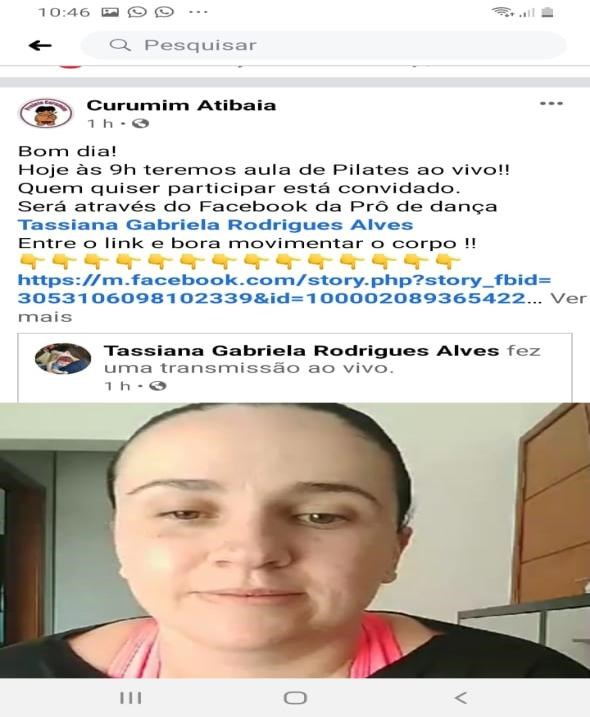 10:46
Pesquisar
Curumim Atibaia
1 h
Bom dia!
Hoje às 9h teremos aula de Pilates ao vivo!!
Quem quiser participar está convidado.
Será através do Facebook da Prô de dança
Tassiana Gabriela Rodrigues Alves
Entre o link e bora movimentar o corpo !!
👇👇👇👇👇👇👇👇👇👇👇👇👇👇
https://m.facebook.com/story.php?story_fbid=
3053106098102339&id=100002089365422... Ver
mais
Tassiana Gabriela Rodrigues Alves fez
uma transmissão ao vivo.
1 h